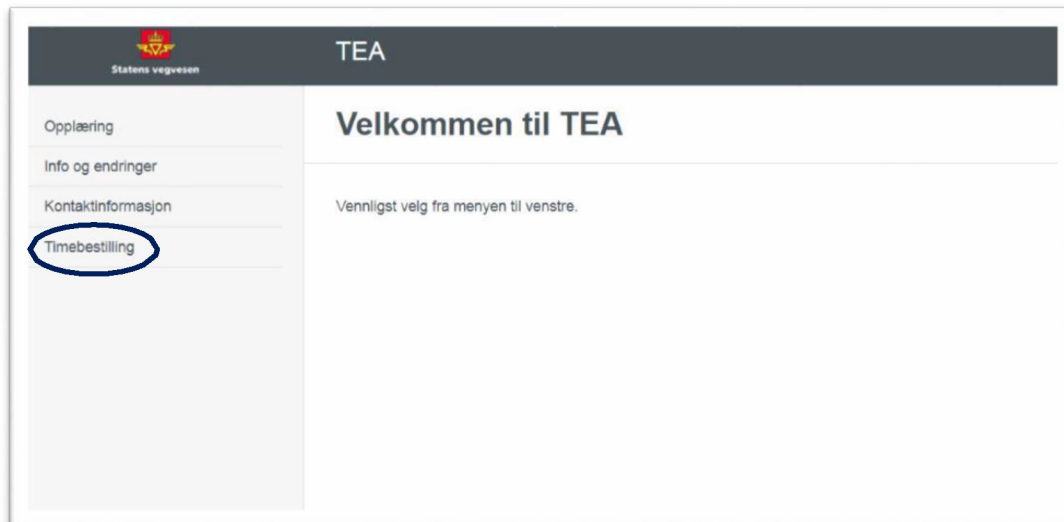 Statens vegvesen
TEA
Opplæring
Info og endringer
Kontaktinformasjon
Timebestilling
Velkommen til TEA
Vennligst velg fra menyen til venstre.